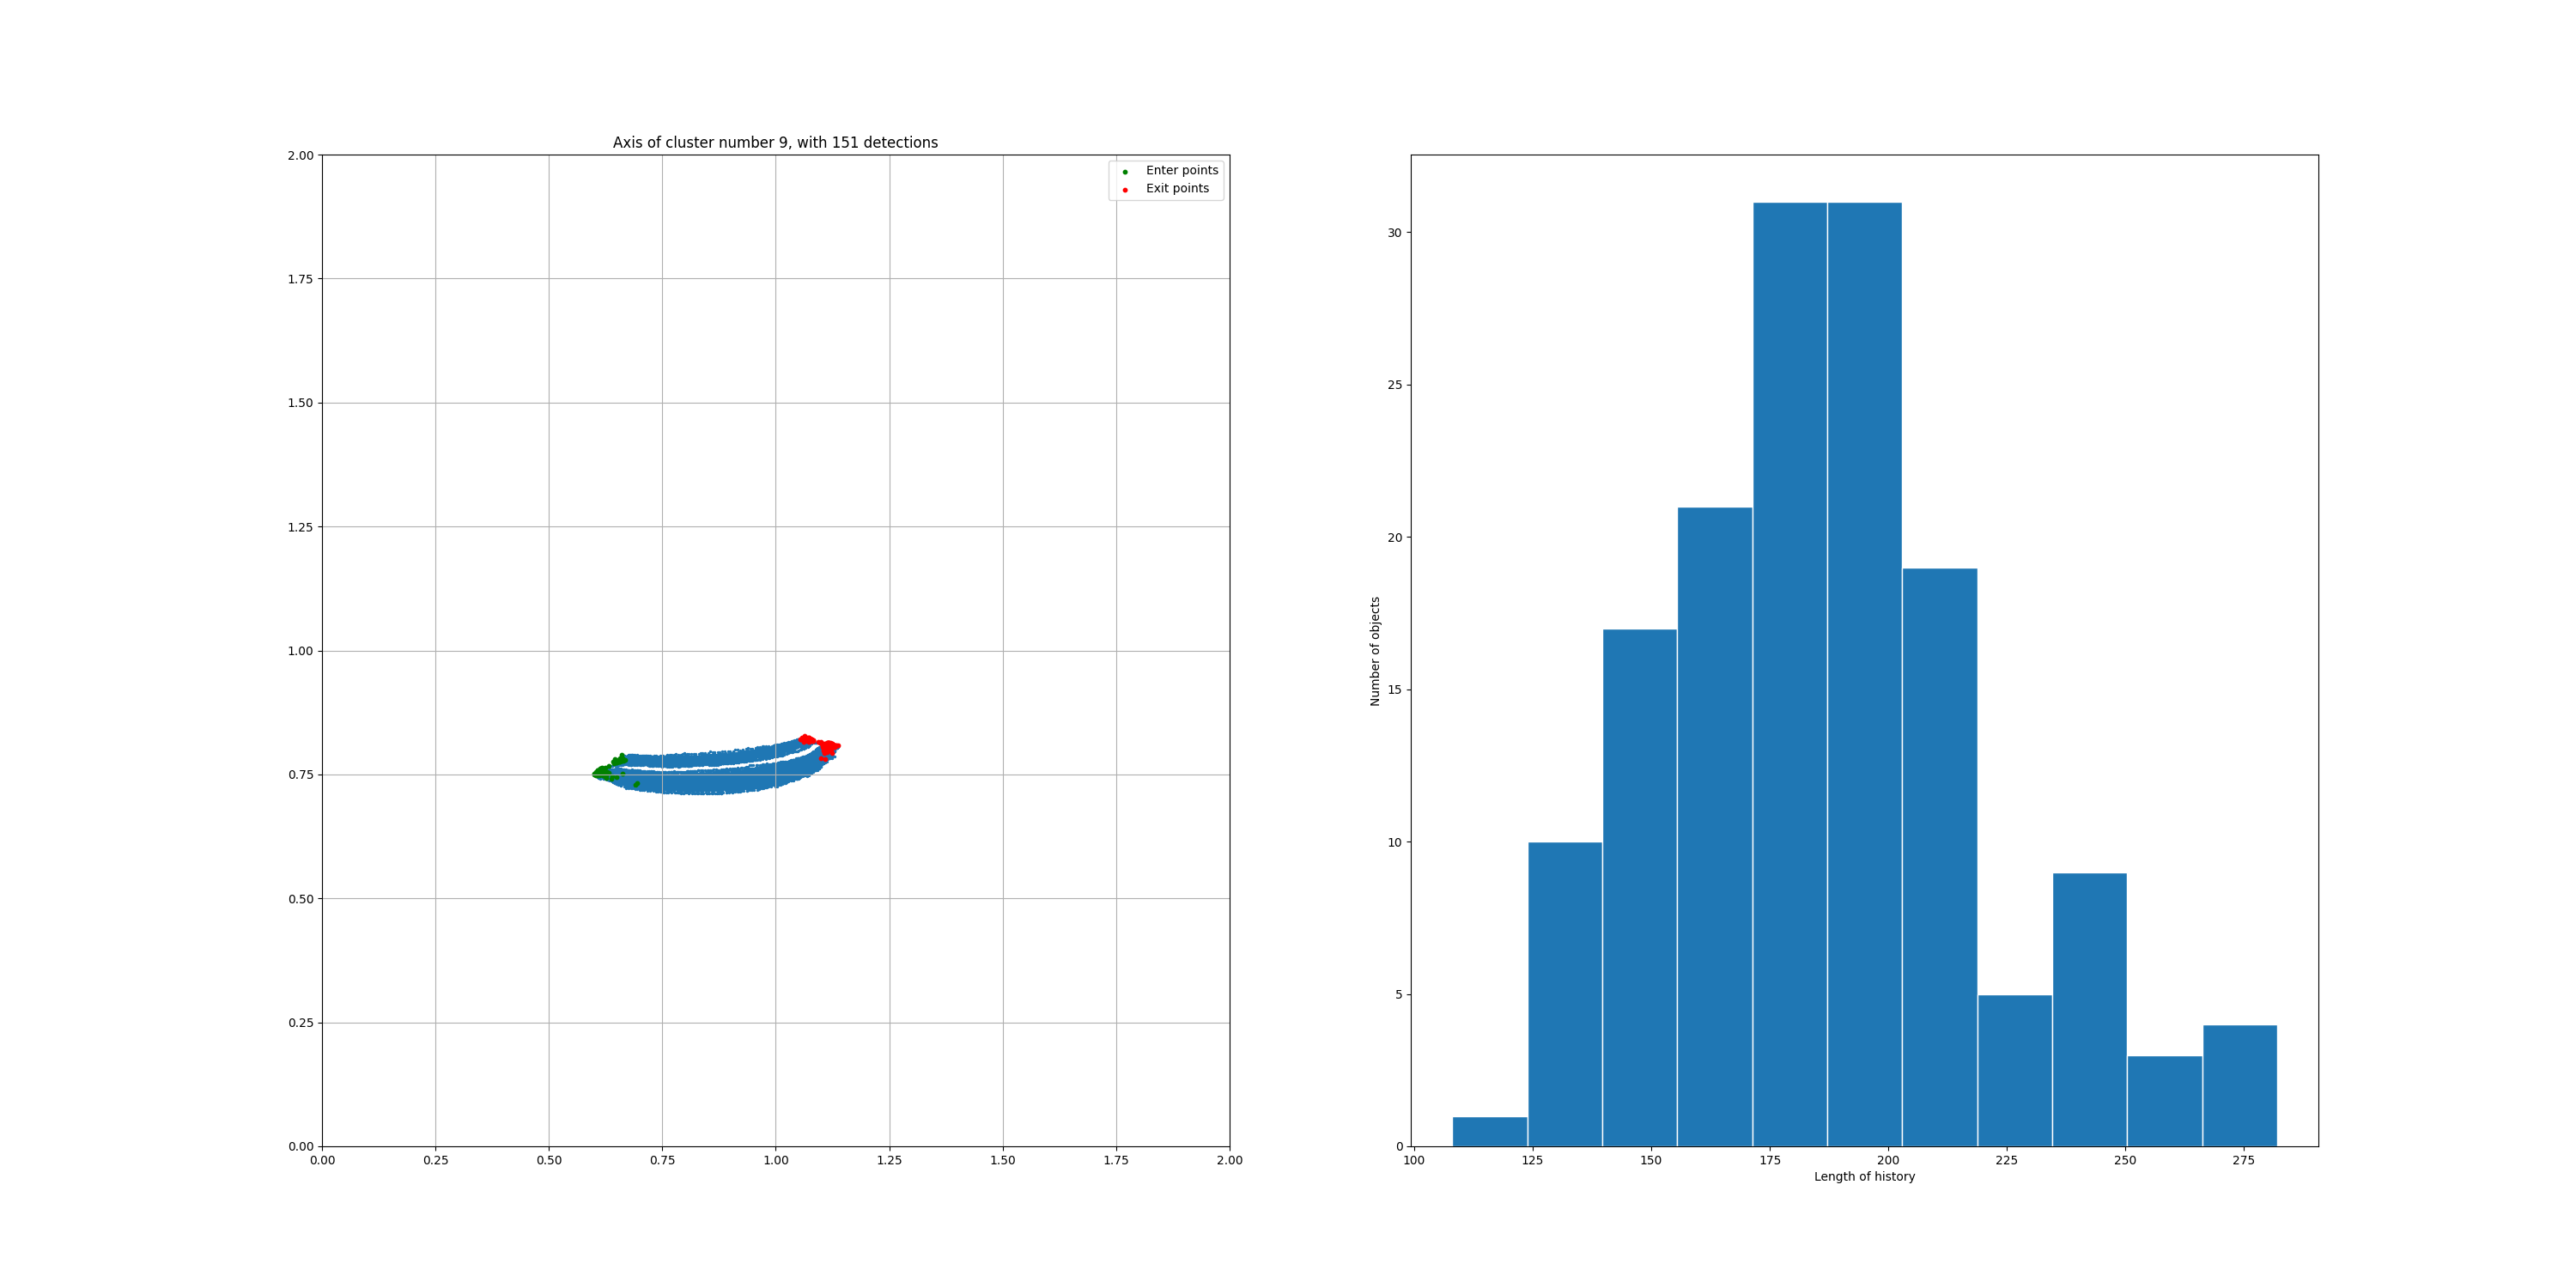 Axis of cluster number 9, with 151 detections
Enter points
Exit points
2.00
1.75
1.50
1.25
1.00
0.75
0.50
0.25
0.00
0.00 0.25 0.50 0.75 1.00 1.25 1.50 1.75 2.00
Number of objects
30
25
20
15
10
5
0
100 125 150 175 200 225 250 275
Length of history